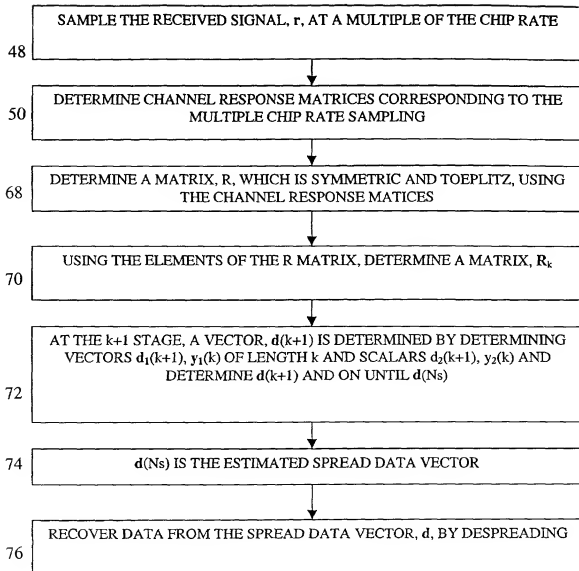 SAMPLE THE RECEIVED SIGNAL, r, AT A MULTIPLE OF THE CHIP RATE
48
DETERMINE CHANNEL RESPONSE MATRICES CORRESPONDING TO THE
MULTIPLE CHIP RATE SAMPLING
50
DETERMINE A MATRIX, R, WHICH IS SYMMETRIC AND TOEPLITZ, USING
THE CHANNEL RESPONSE MATICES
68
USING THE ELEMENTS OF THE R MATRIX, DETERMINE A MATRIX, Rₖ
70
AT THE k+1 STAGE, A VECTOR, d(k+1) IS DETERMINED BY DETERMINING
VECTORS d₁(k+1), y₁(k) OF LENGTH k AND SCALARS d₂(k+1), y₂(k) AND
DETERMINE d(k+1) AND ON UNTIL d(Ns)
72
d(Ns) IS THE ESTIMATED SPREAD DATA VECTOR
74
RECOVER DATA FROM THE SPREAD DATA VECTOR, d, BY DESPREADING
76